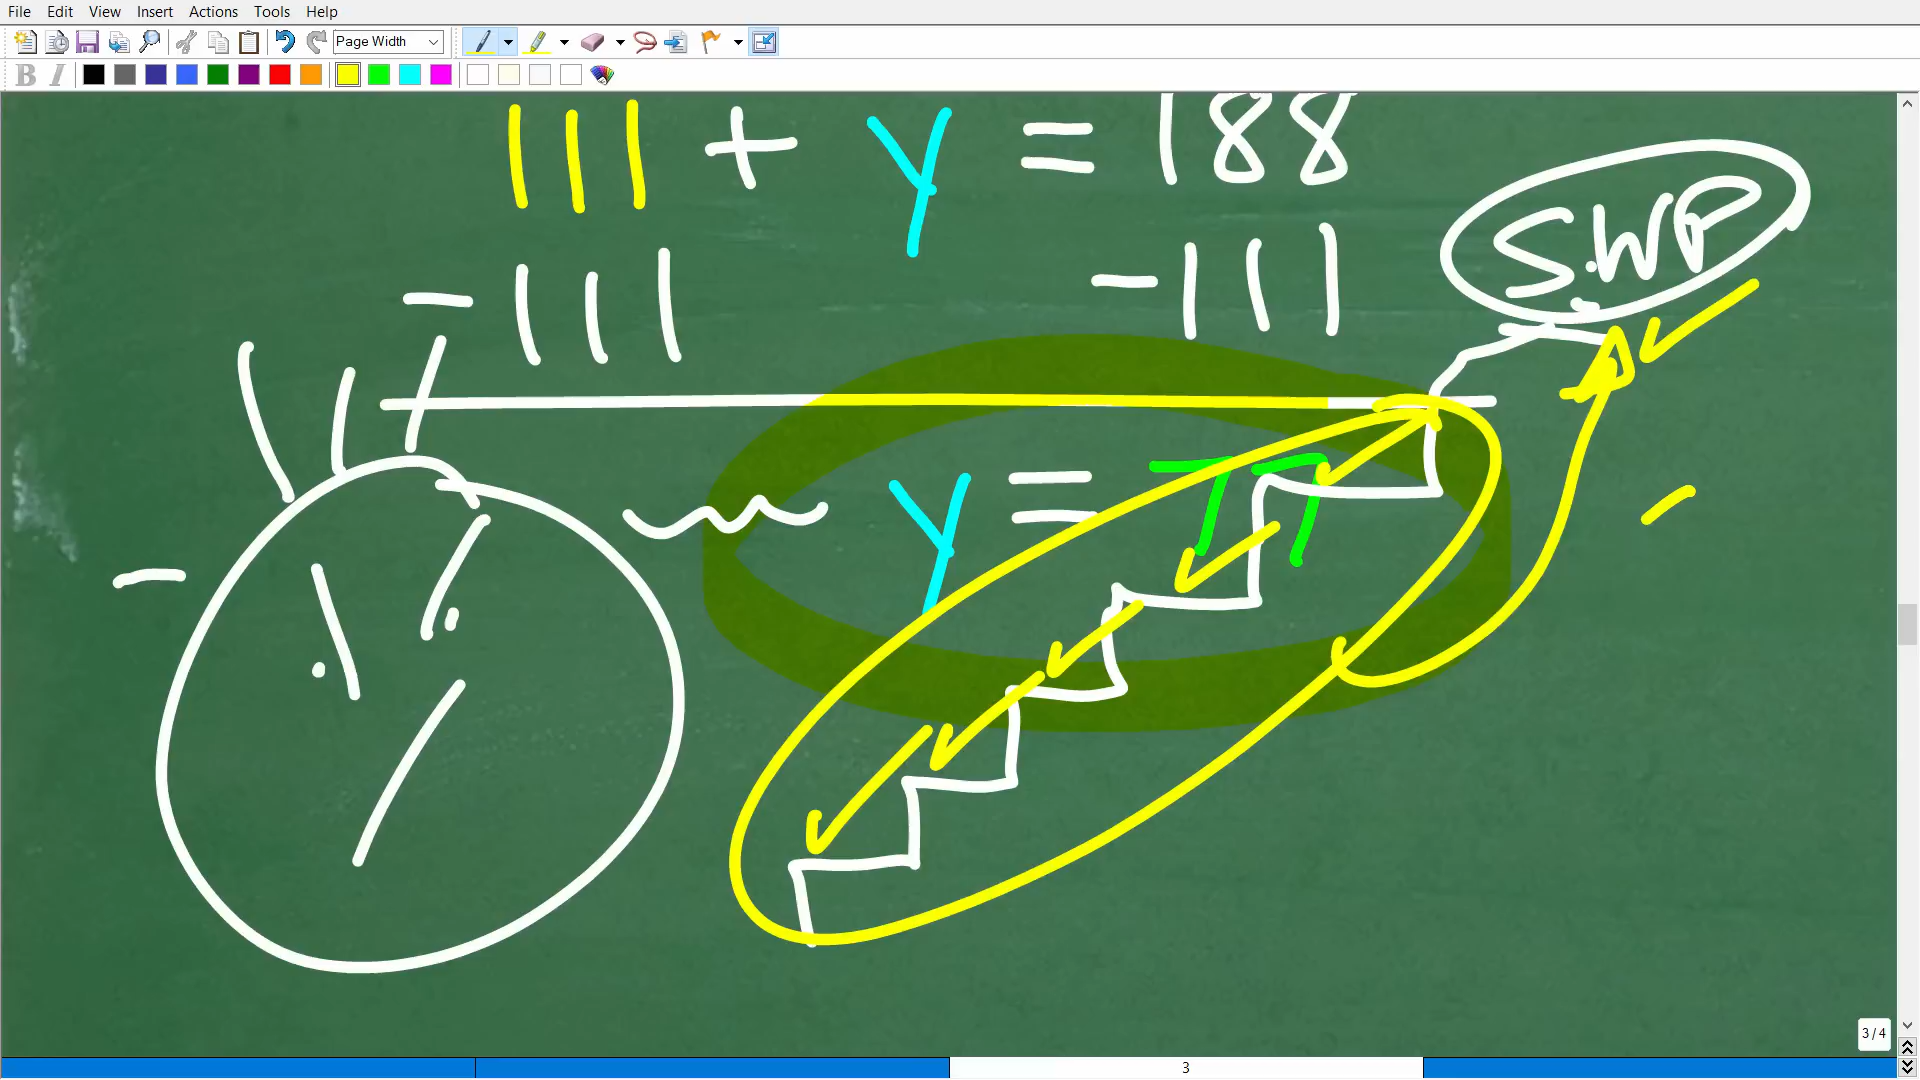 File Edit View Insert Actions Tools Help
Page Width
B I
111 + y = 188
SWP
-111 -111
y = 77
3 / 4
3